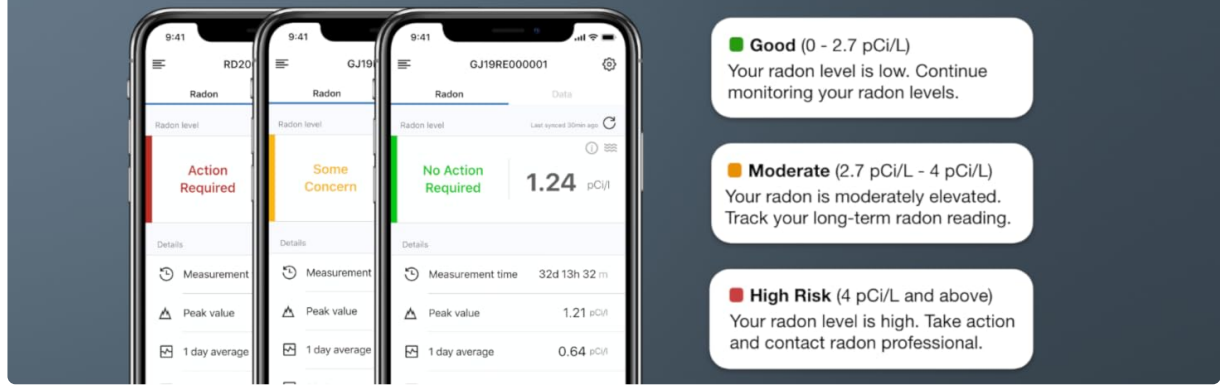 9:41
RD20
Radon
Radon level
Action
Required
Details
Measurement
Peak value
1 day average
9:41
GJ19
Radon
Radon level
Some
Concern
Details
Measurement
Peak value
1 day average
9:41
GJ19RE000001
Radon Data
Radon level Last synced 30min ago
No Action
Required
1.24 pCi/l
Details
Measurement time 32d 13h 32 m
Peak value 1.21 pCi/l
1 day average 0.64 pCi/l
Good (0 - 2.7 pCi/L)
Your radon level is low. Continue
monitoring your radon levels.
Moderate (2.7 pCi/L - 4 pCi/L)
Your radon is moderately elevated.
Track your long-term radon reading.
High Risk (4 pCi/L and above)
Your radon level is high. Take action
and contact radon professional.